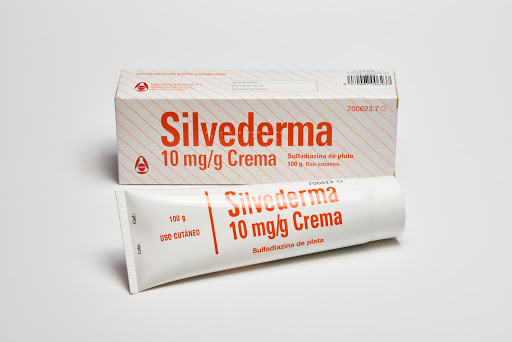 700623.7
Silvederma
10 mg/g Crema
Sulfadiazina de plata
100 g. Uso cutáneo.
700623
Silvederma
10 mg/g Crema
Sulfadiazina de plata
100 g
USO CUTÁNEO
Cad.:
Lote: